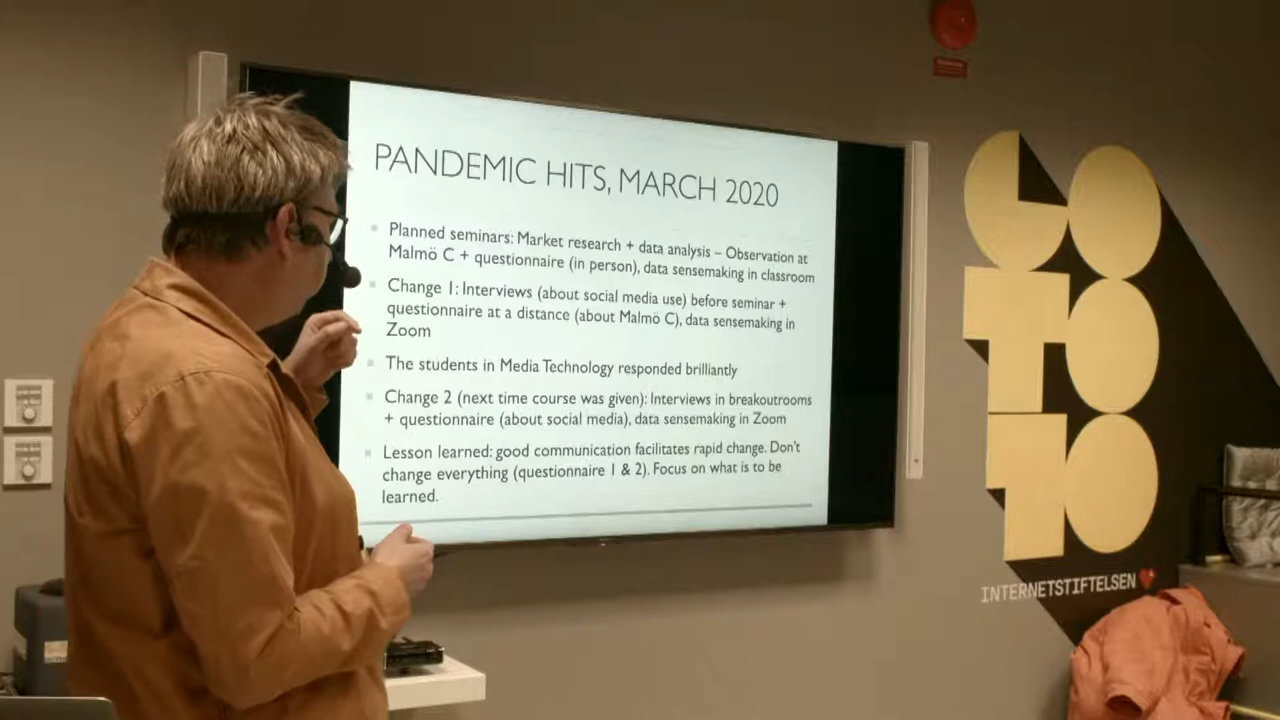 PANDEMIC HITS, MARCH 2020
Planned seminars: Market research + data analysis – Observation at
Malmö C + questionnaire (in person), data sensemaking in classroom
Change 1: Interviews (about social media use) before seminar +
questionnaire at a distance (about Malmö C), data sensemaking in
Zoom
The students in Media Technology responded brilliantly
Change 2 (next time course was given): Interviews in breakoutrooms
+ questionnaire (about social media), data sensemaking in Zoom
Lesson learned: good communication facilitates rapid change. Don't
change everything (questionnaire 1 & 2). Focus on what is to be
learned.
INTERNETSTIFTELSEN